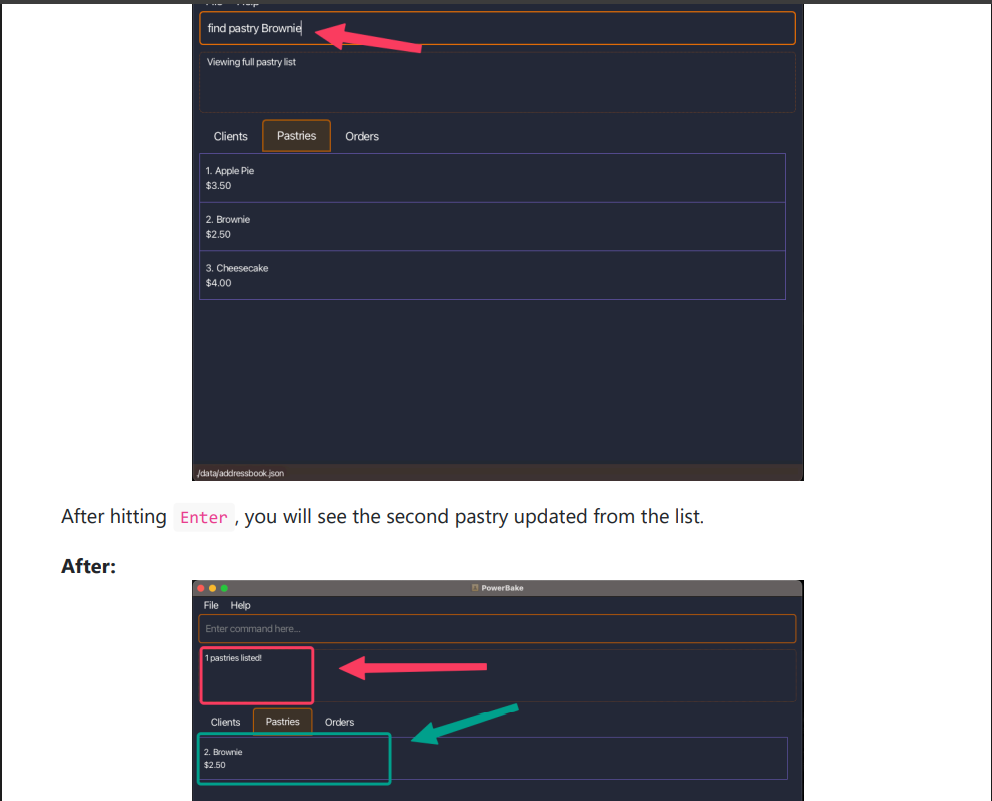 File Help
find pastry Brownie
Viewing full pastry list
Clients Pastries Orders
1. Apple Pie
$3.50
2. Brownie
$2.50
3. Cheesecake
$4.00
/data/addressbook.json
After hitting Enter, you will see the second pastry updated from the list.
After:
PowerBake
File Help
Enter command here...
1 pastries listed!
Clients Pastries Orders
2. Brownie
$2.50